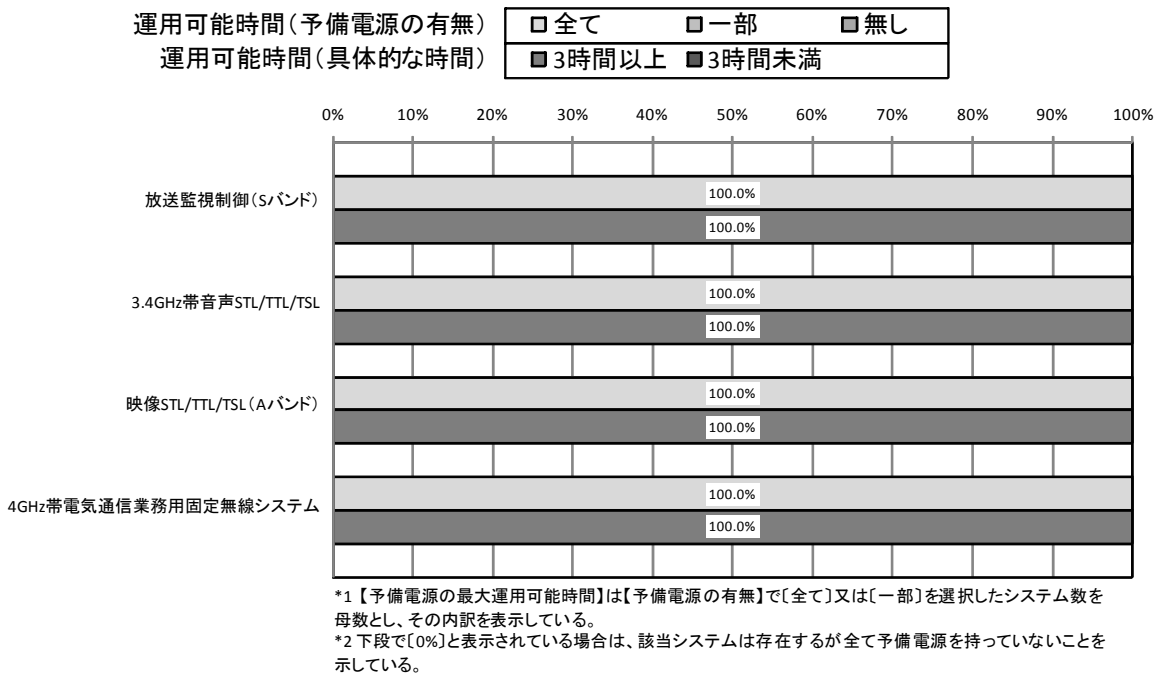 運用可能時間（予備電源の有無） 全て 一部 無し
運用可能時間（具体的な時間） 3時間以上 3時間未満
0% 10% 20% 30% 40% 50% 60% 70% 80% 90% 100%
100.0%
放送監視制御（Sバンド）
100.0%
100.0%
3.4GHz帯音声STL/TTL/TSL
100.0%
100.0%
映像STL/TTL/TSL（Aバンド）
100.0%
100.0%
4GHz帯電気通信業務用固定無線システム
100.0%
*1 【予備電源の最大運用可能時間】は【予備電源の有無】で〔全て〕又は〔一部〕を選択したシステム数を
母数とし、その内訳を表示している。
*2 下段で〔0%〕と表示されている場合は、該当システムは存在するが全て予備電源を持っていないことを
示している。